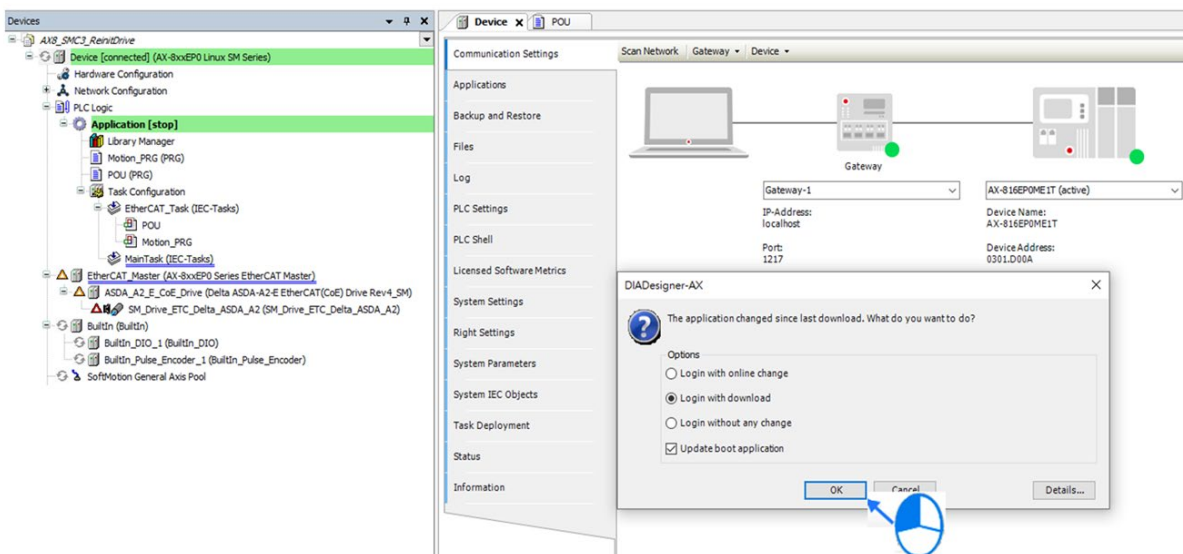 Devices
AX8_SMC3_ReinitDrive
Device [connected] (AX-8xxEP0 Linux SM Series)
Hardware Configuration
Network Configuration
PLC Logic
Application [stop]
Library Manager
Motion_PRG (PRG)
POU (PRG)
Task Configuration
EtherCAT_Task (IEC-Tasks)
POU
Motion_PRG
MainTask (IEC-Tasks)
EtherCAT_Master (AX-8xxEP0 Series EtherCAT Master)
ASDA_A2_E_CoE_Drive (Delta ASDA-A2-E EtherCAT(CoE) Drive Rev4_SM)
SM_Drive_ETC_Delta_ASDA_A2 (SM_Drive_ETC_Delta_ASDA_A2)
BuiltIn (BuiltIn)
BuiltIn_DIO_1 (BuiltIn_DIO)
BuiltIn_Pulse_Encoder_1 (BuiltIn_Pulse_Encoder)
SoftMotion General Axis Pool
Device POU
Communication Settings
Applications
Backup and Restore
Files
Log
PLC Settings
PLC Shell
Licensed Software Metrics
System Settings
Right Settings
System Parameters
System IEC Objects
Task Deployment
Status
Information
Scan Network Gateway Device
Gateway
Gateway-1 AX-816EP0ME1T (active)
IP-Address: Device Name:
localhost AX-816EP0ME1T
Port: Device Address:
1217 0301.D00A
DIADesigner-AX
The application changed since last download. What do you want to do?
Options
Login with online change
Login with download
Login without any change
Update boot application
OK Cancel Details...